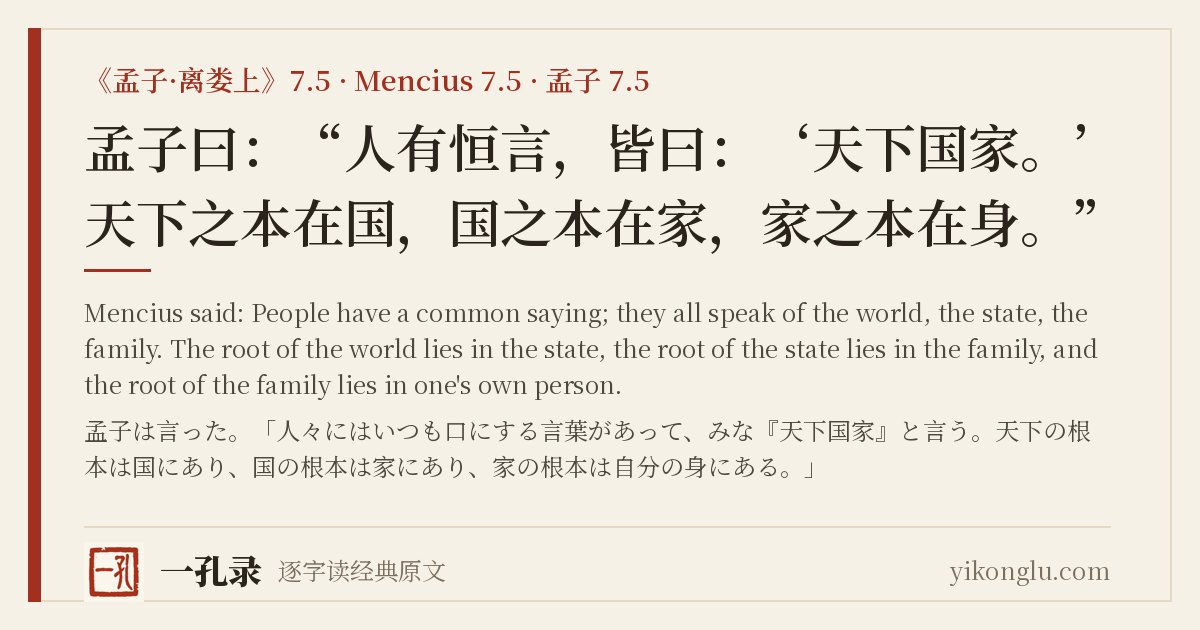 《孟子·离娄上》7.5 · Mencius 7.5 · 孟子 7.5
孟子曰：“人有恒言，皆曰：‘天下国家。’
天下之本在国，国之本在家，家之本在身。”
Mencius said: People have a common saying; they all speak of the world, the state, the
family. The root of the world lies in the state, the root of the state lies in the family, and
the root of the family lies in one's own person.
孟子は言った。「人々にはいつも口にする言葉があって、みな『天下国家』と言う。天下の根
本は国にあり、国の根本は家にあり、家の根本は自分の身にある。」
一孔
一孔录 逐字读经典原文
yikonglu.com